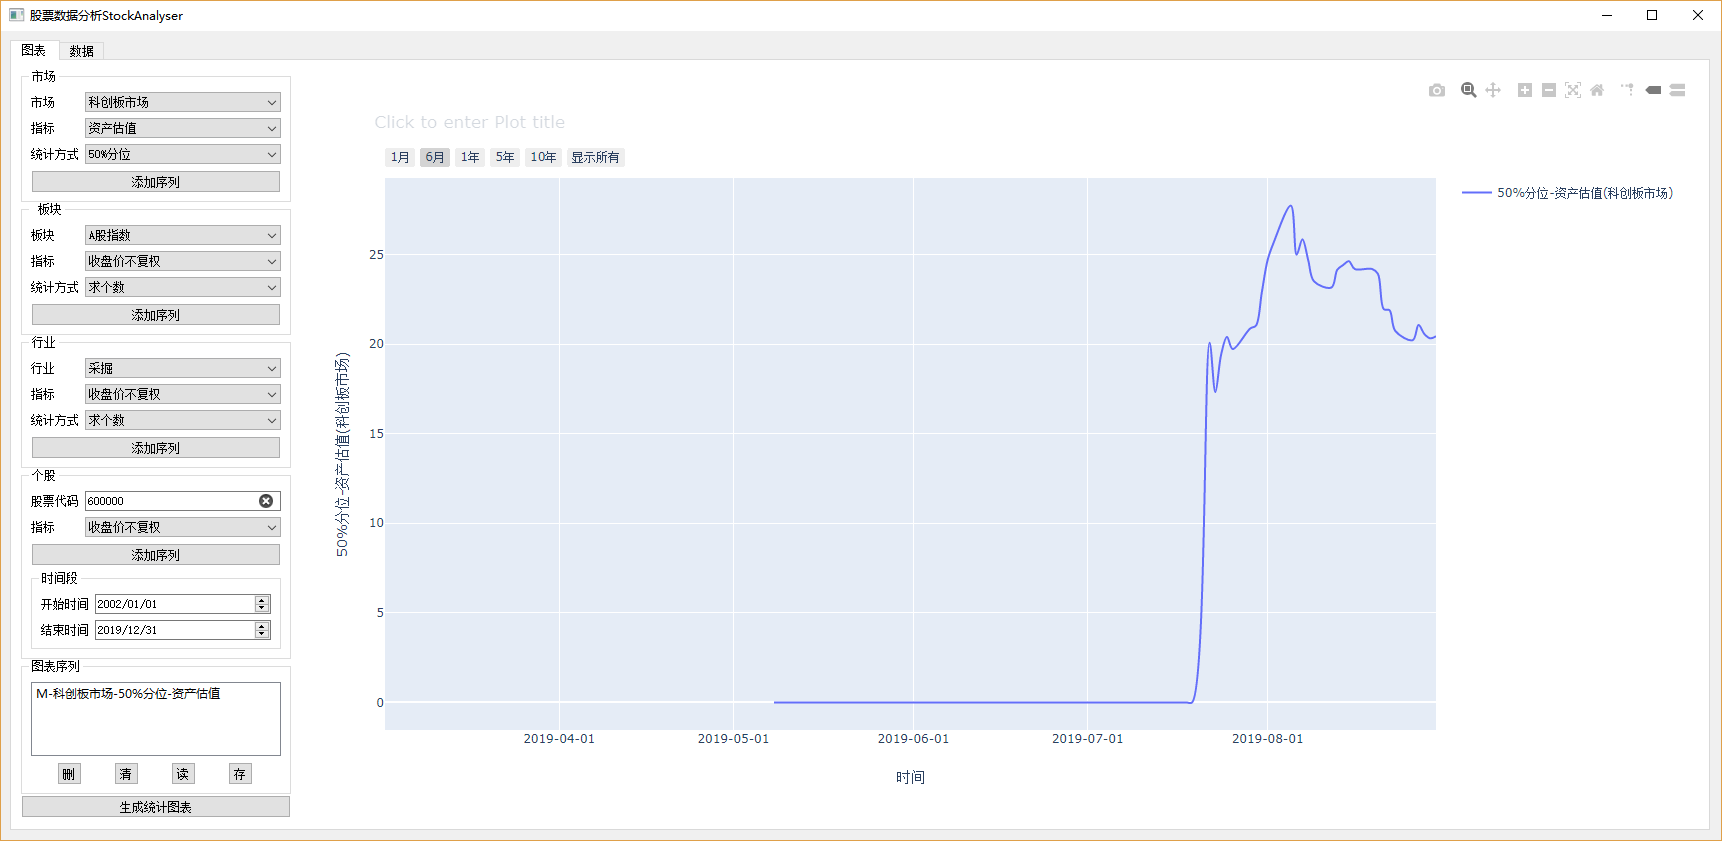 股票数据分析StockAnalyser
图表 数据
市场
市场 科创板市场
指标 资产估值
统计方式 50%分位
添加序列
板块
板块 A股指数
指标 收盘价不复权
统计方式 求个数
添加序列
行业
行业 采掘
指标 收盘价不复权
统计方式 求个数
添加序列
个股
股票代码 600000
指标 收盘价不复权
添加序列
时间段
开始时间 2002/01/01
结束时间 2019/12/31
图表序列
M-科创板市场-50%分位-资产估值
删 清 读 存
生成统计图表
Click to enter Plot title
1月 6月 1年 5年 10年 显示所有
50%分位-资产估值(科创板市场)
25
20
15
10
5
0
50%分位-资产估值(科创板市场)
2019-04-01 2019-05-01 2019-06-01 2019-07-01 2019-08-01
时间